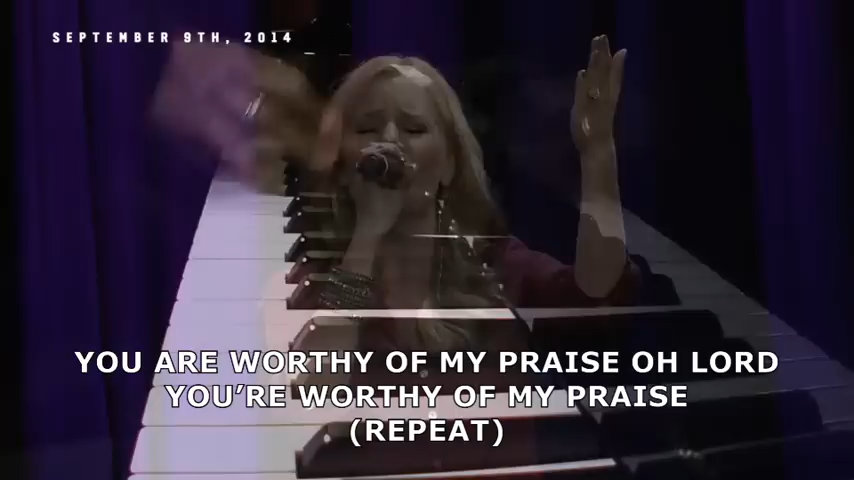 SEPTEMBER 9TH, 2014
YOU ARE WORTHY OF MY PRAISE OH LORD
YOU’RE WORTHY OF MY PRAISE
(REPEAT)